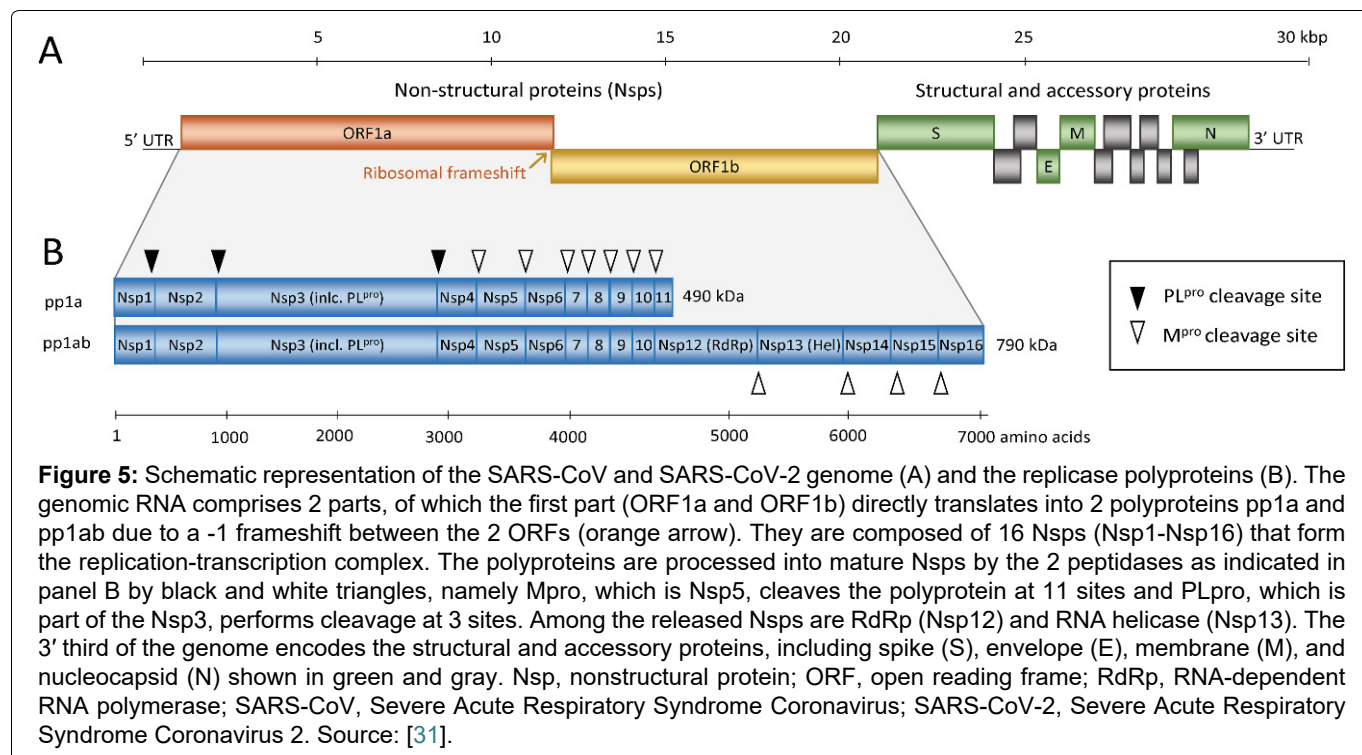 A
5 10 15 20 25 30 kbp
Non-structural proteins (Nsps) Structural and accessory proteins
5′ UTR ORF1a S M N 3′ UTR
Ribosomal frameshift ORF1b E
B
pp1a Nsp1 Nsp2 Nsp3 (inlc. PLᵖʳᵒ) Nsp4 Nsp5 Nsp6 7 8 9 10 11 490 kDa
pp1ab Nsp1 Nsp2 Nsp3 (incl. PLᵖʳᵒ) Nsp4 Nsp5 Nsp6 7 8 9 10 Nsp12 (RdRp) Nsp13 (Hel) Nsp14 Nsp15 Nsp16 790 kDa
PLᵖʳᵒ cleavage site
Mᵖʳᵒ cleavage site
1 1000 2000 3000 4000 5000 6000 7000 amino acids
Figure 5: Schematic representation of the SARS-CoV and SARS-CoV-2 genome (A) and the replicase polyproteins (B). The
genomic RNA comprises 2 parts, of which the first part (ORF1a and ORF1b) directly translates into 2 polyproteins pp1a and
pp1ab due to a -1 frameshift between the 2 ORFs (orange arrow). They are composed of 16 Nsps (Nsp1-Nsp16) that form
the replication-transcription complex. The polyproteins are processed into mature Nsps by the 2 peptidases as indicated in
panel B by black and white triangles, namely Mpro, which is Nsp5, cleaves the polyprotein at 11 sites and PLpro, which is
part of the Nsp3, performs cleavage at 3 sites. Among the released Nsps are RdRp (Nsp12) and RNA helicase (Nsp13). The
3′ third of the genome encodes the structural and accessory proteins, including spike (S), envelope (E), membrane (M), and
nucleocapsid (N) shown in green and gray. Nsp, nonstructural protein; ORF, open reading frame; RdRp, RNA-dependent
RNA polymerase; SARS-CoV, Severe Acute Respiratory Syndrome Coronavirus; SARS-CoV-2, Severe Acute Respiratory
Syndrome Coronavirus 2. Source: [31].